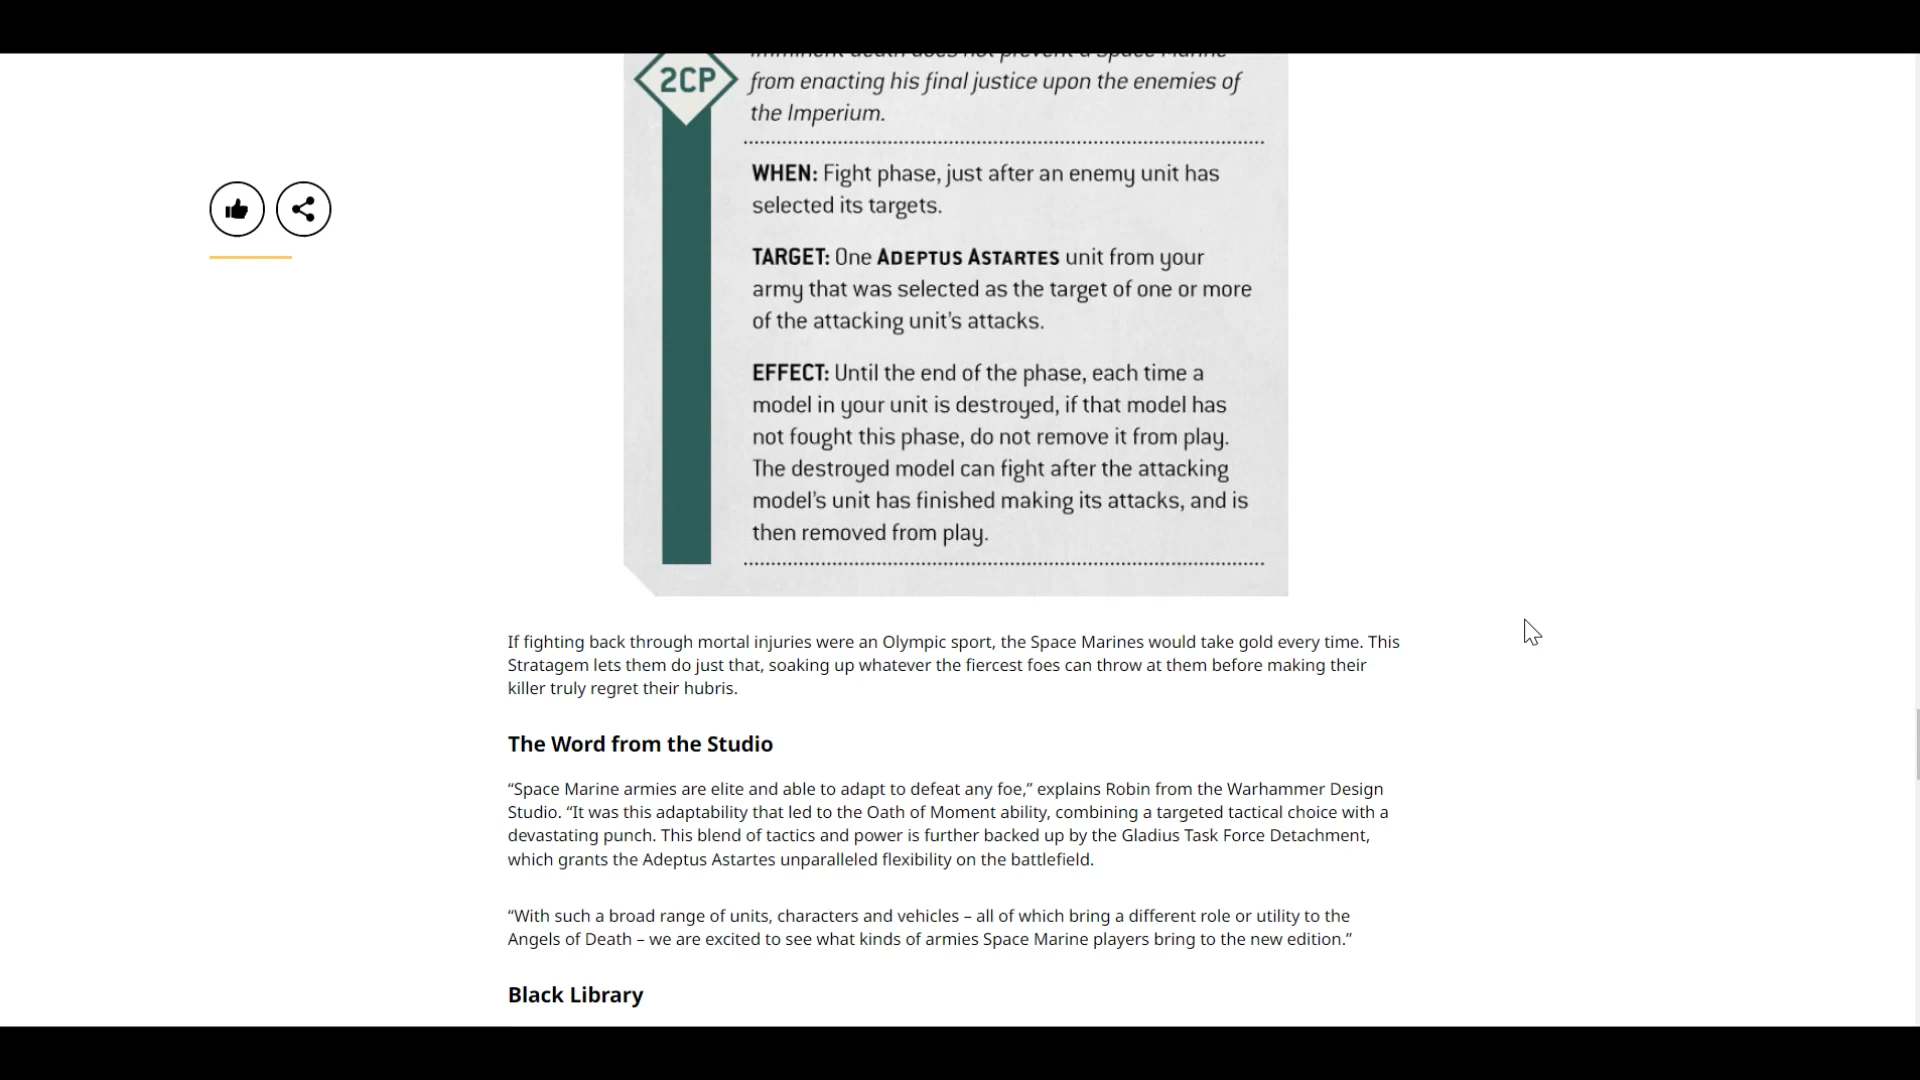 imminent death does not prevent a Space Marine
2CP
from enacting his final justice upon the enemies of
the Imperium.
WHEN: Fight phase, just after an enemy unit has
selected its targets.
TARGET: One ADEPTUS ASTARTES unit from your
army that was selected as the target of one or more
of the attacking unit’s attacks.
EFFECT: Until the end of the phase, each time a
model in your unit is destroyed, if that model has
not fought this phase, do not remove it from play.
The destroyed model can fight after the attacking
model’s unit has finished making its attacks, and is
then removed from play.
If fighting back through mortal injuries were an Olympic sport, the Space Marines would take gold every time. This
Stratagem lets them do just that, soaking up whatever the fiercest foes can throw at them before making their
killer truly regret their hubris.
The Word from the Studio
“Space Marine armies are elite and able to adapt to defeat any foe,” explains Robin from the Warhammer Design
Studio. “It was this adaptability that led to the Oath of Moment ability, combining a targeted tactical choice with a
devastating punch. This blend of tactics and power is further backed up by the Gladius Task Force Detachment,
which grants the Adeptus Astartes unparalleled flexibility on the battlefield.
“With such a broad range of units, characters and vehicles – all of which bring a different role or utility to the
Angels of Death – we are excited to see what kinds of armies Space Marine players bring to the new edition.”
Black Library